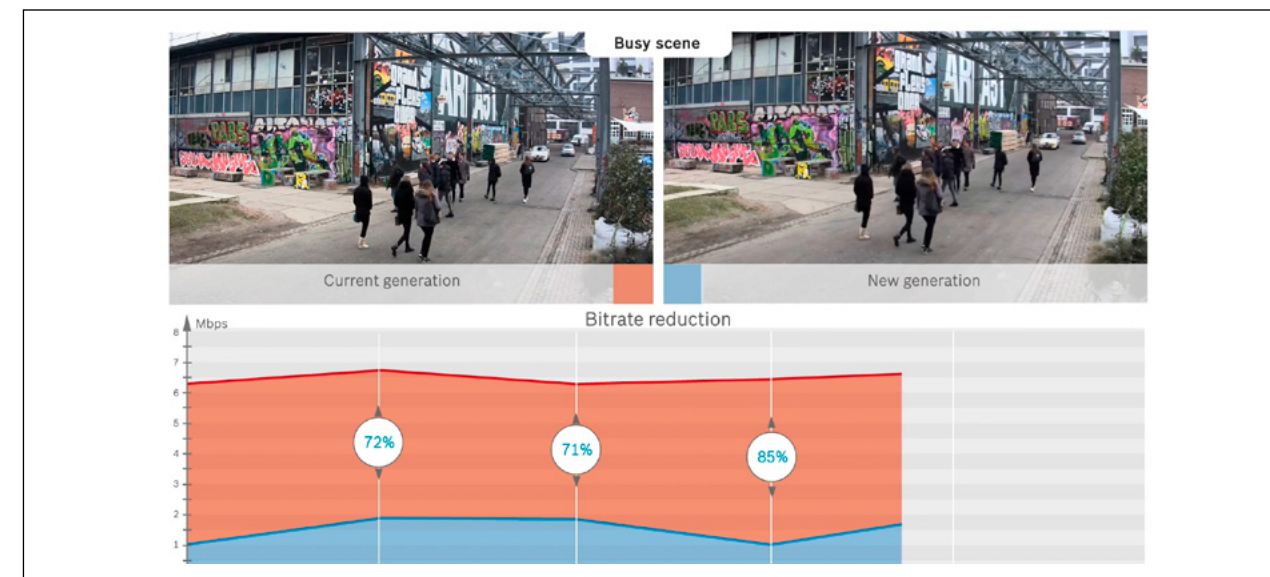 Busy scene
Current generation
New generation
Bitrate reduction
Mbps
8
7
6
5
4
3
2
1
72%
71%
85%